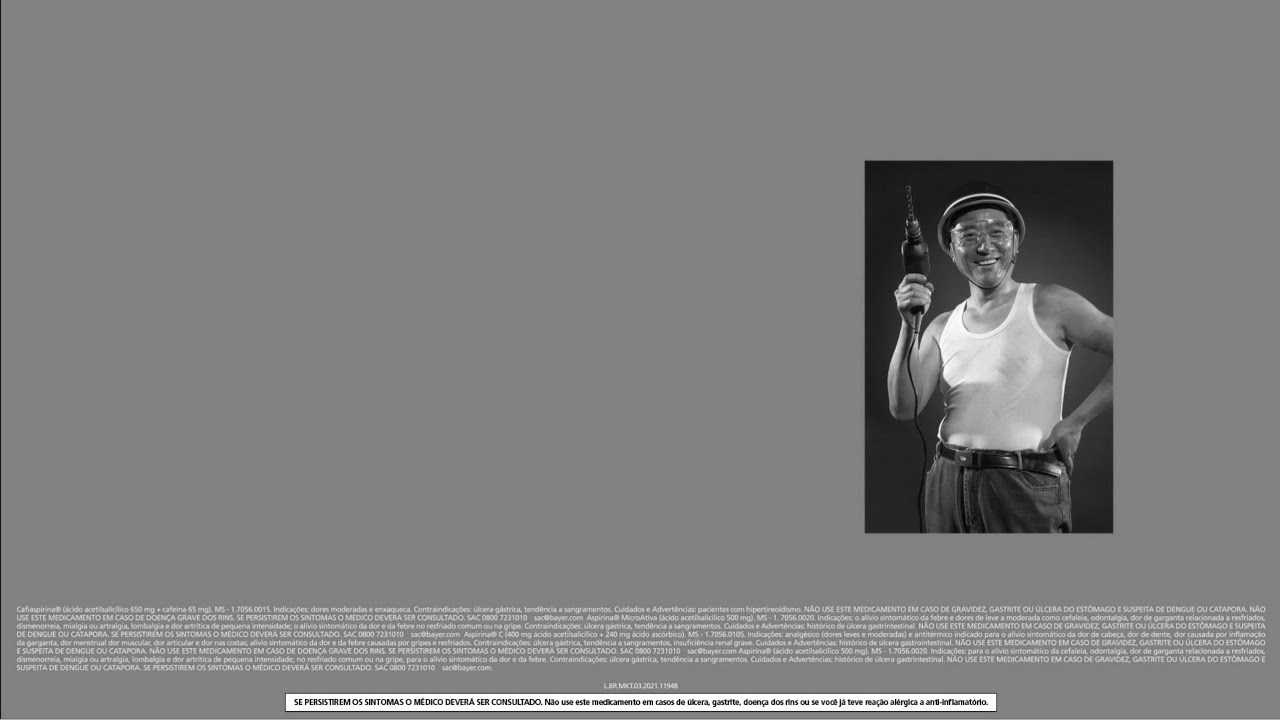 Cafiaspirina® (ácido acetilsalicílico 650 mg + cafeína 65 mg). MS - 1.7056.0015. Indicações: dores moderadas e enxaqueca. Contraindicações: úlcera gástrica, tendência a sangramentos. Cuidados e Advertências: pacientes com hipertireoidismo. NÃO USE ESTE MEDICAMENTO EM CASO DE GRAVIDEZ, GASTRITE OU ÚLCERA DO ESTÔMAGO E SUSPEITA DE DENGUE OU CATAPORA. NÃO
USE ESTE MEDICAMENTO EM CASO DE DOENÇA GRAVE DOS RINS. SE PERSISTIREM OS SINTOMAS O MÉDICO DEVERÁ SER CONSULTADO. SAC 0800 7231010 sac@bayer.com Aspirina® MicroAtiva (ácido acetilsalicílico 500 mg). MS - 1. 7056.0020. Indicações: o alívio sintomático da febre e dores de leve a moderada como cefaleia, odontalgia, dor de garganta relacionada a resfriados,
dismenorreia, mialgia ou artralgia, lombalgia e dor artrítica de pequena intensidade; o alívio sintomático da dor e da febre no resfriado comum ou na gripe. Contraindicações: úlcera gástrica, tendência a sangramentos. Cuidados e Advertências: histórico de úlcera gastrintestinal. NÃO USE ESTE MEDICAMENTO EM CASO DE GRAVIDEZ, GASTRITE OU ÚLCERA DO ESTÔMAGO E SUSPEITA
DE DENGUE OU CATAPORA. SE PERSISTIREM OS SINTOMAS O MÉDICO DEVERÁ SER CONSULTADO. SAC 0800 7231010 sac@bayer.com Aspirina® C (400 mg ácido acetilsalicílico + 240 mg ácido ascórbico). MS - 1.7056.0105. Indicações: analgésico (dores leves e moderadas) e antitérmico indicado para o alívio sintomático da dor de cabeça, dor de dente, dor causada por inflamação
da garganta, dor menstrual dor muscular, dor articular e dor nas costas; alívio sintomático da dor e da febre causadas por gripes e resfriados. Contraindicações: úlcera gástrica, tendência a sangramentos, insuficiência renal grave. Cuidados e Advertências: histórico de úlcera gastrointestinal. NÃO USE ESTE MEDICAMENTO EM CASO DE GRAVIDEZ, GASTRITE OU ÚLCERA DO ESTÔMAGO
E SUSPEITA DE DENGUE OU CATAPORA. NÃO USE ESTE MEDICAMENTO EM CASO DE DOENÇA GRAVE DOS RINS. SE PERSISTIREM OS SINTOMAS O MÉDICO DEVERÁ SER CONSULTADO. SAC 0800 7231010 sac@bayer.com Aspirina® (ácido acetilsalicílico 500 mg). MS - 1.7056.0020. Indicações: para o alívio sintomático da cefaleia, odontalgia, dor de garganta relacionada a resfriados,
dismenorreia, mialgia ou artralgia, lombalgia e dor artrítica de pequena intensidade; no resfriado comum ou na gripe, para o alívio sintomático da dor e da febre. Contraindicações: úlcera gástrica, tendência a sangramentos. Cuidados e Advertências: histórico de úlcera gastrintestinal. NÃO USE ESTE MEDICAMENTO EM CASO DE GRAVIDEZ, GASTRITE OU ÚLCERA DO ESTÔMAGO E
SUSPEITA DE DENGUE OU CATAPORA. SE PERSISTIREM OS SINTOMAS O MÉDICO DEVERÁ SER CONSULTADO. SAC 0800 7231010 sac@bayer.com.
L.BR.MKT.03.2021.11948
SE PERSISTIREM OS SINTOMAS O MÉDICO DEVERÁ SER CONSULTADO. Não use este medicamento em casos de úlcera, gastrite, doença dos rins ou se você já teve reação alérgica a anti-inflamatório.